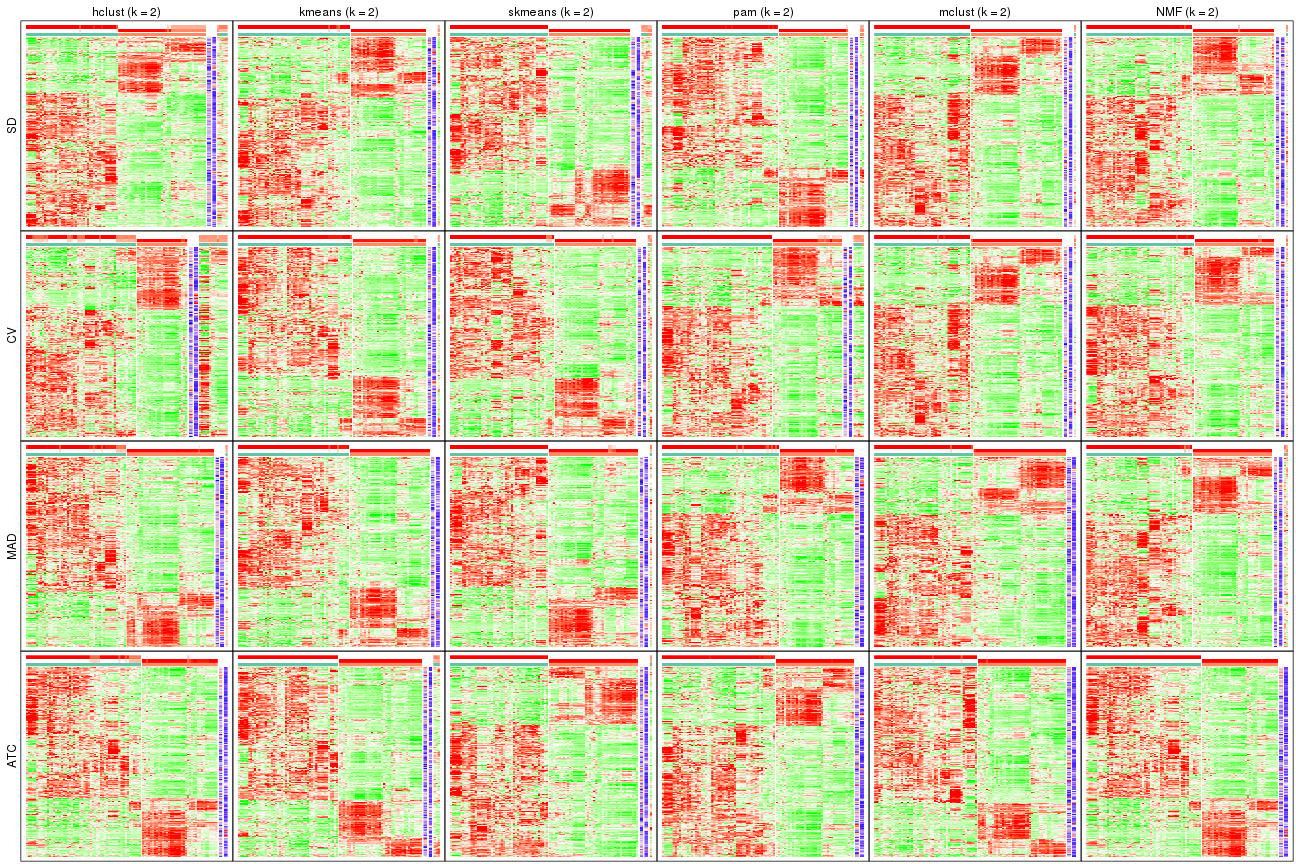 hclust (k = 2) kmeans (k = 2) skmeans (k = 2) pam (k = 2) mclust (k = 2) NMF (k = 2)
SD
CV
MAD
ATC